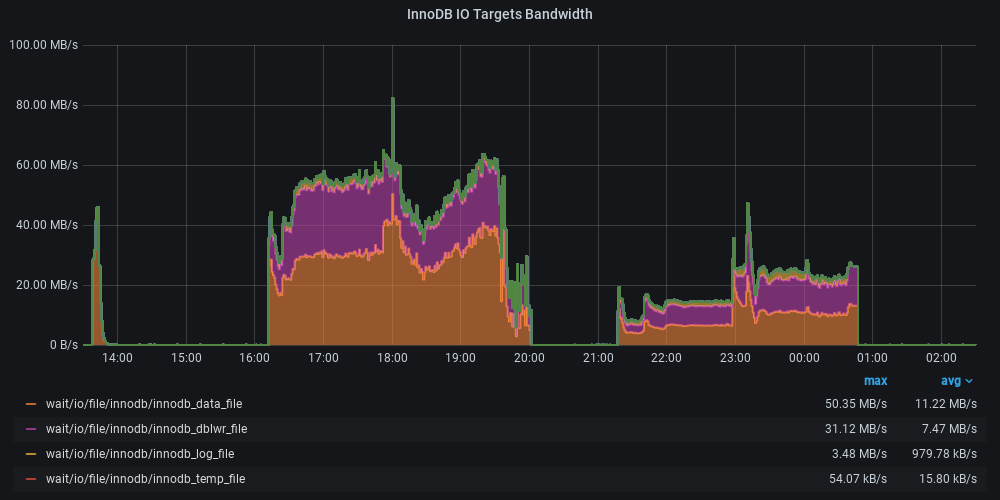 InnoDB IO Targets Bandwidth
100.00 MB/s
80.00 MB/s
60.00 MB/s
40.00 MB/s
20.00 MB/s
0 B/s
14:00 15:00 16:00 17:00 18:00 19:00 20:00 21:00 22:00 23:00 00:00 01:00 02:00
max avg
wait/io/file/innodb/innodb_data_file 50.35 MB/s 11.22 MB/s
wait/io/file/innodb/innodb_dblwr_file 31.12 MB/s 7.47 MB/s
wait/io/file/innodb/innodb_log_file 3.48 MB/s 979.78 kB/s
wait/io/file/innodb/innodb_temp_file 54.07 kB/s 15.80 kB/s